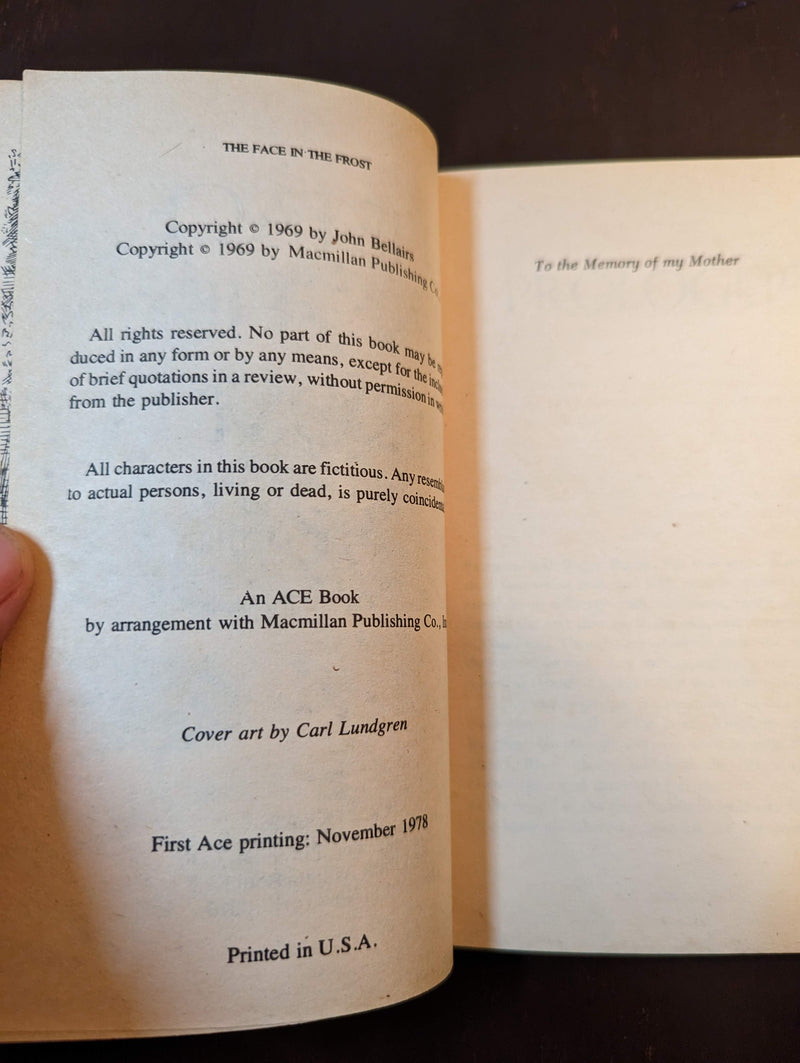 THE FACE IN THE FROST
Copyright © 1969 by John Bellairs
Copyright © 1969 by Macmillan Publishing Co.
All rights reserved. No part of this book may be
duced in any form or by any means, except for the
of brief quotations in a review, without permission in
from the publisher.
All characters in this book are fictitious. Any
to actual persons, living or dead, is purely
An ACE Book
by arrangement with Macmillan Publishing Co.,
Cover art by Carl Lundgren
First Ace printing: November 1978
Printed in U.S.A.
To the Memory of my Mother